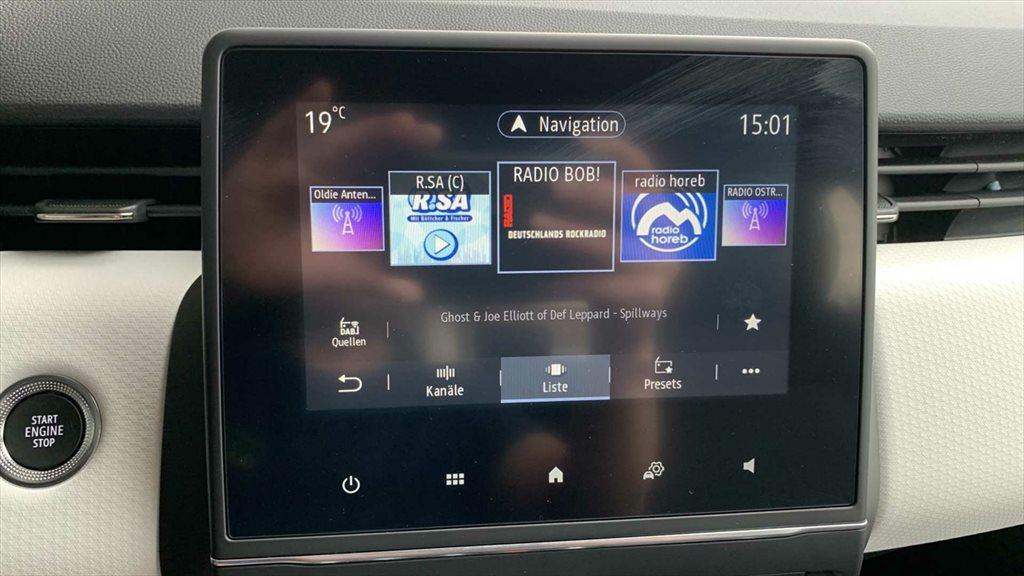 19°C
Navigation
15:01
Oldie Anten...
R.SA (C)
R.SA
Mit Böttcher & Fischer
RADIO BOB!
RADIO
DEUTSCHLANDS ROCKRADIO
radio horeb
radio
horeb
RADIO OSTR...
Ghost & Joe Elliott of Def Leppard - Spillways
DAB
Quellen
Kanäle
Liste
Presets
START
ENGINE
STOP